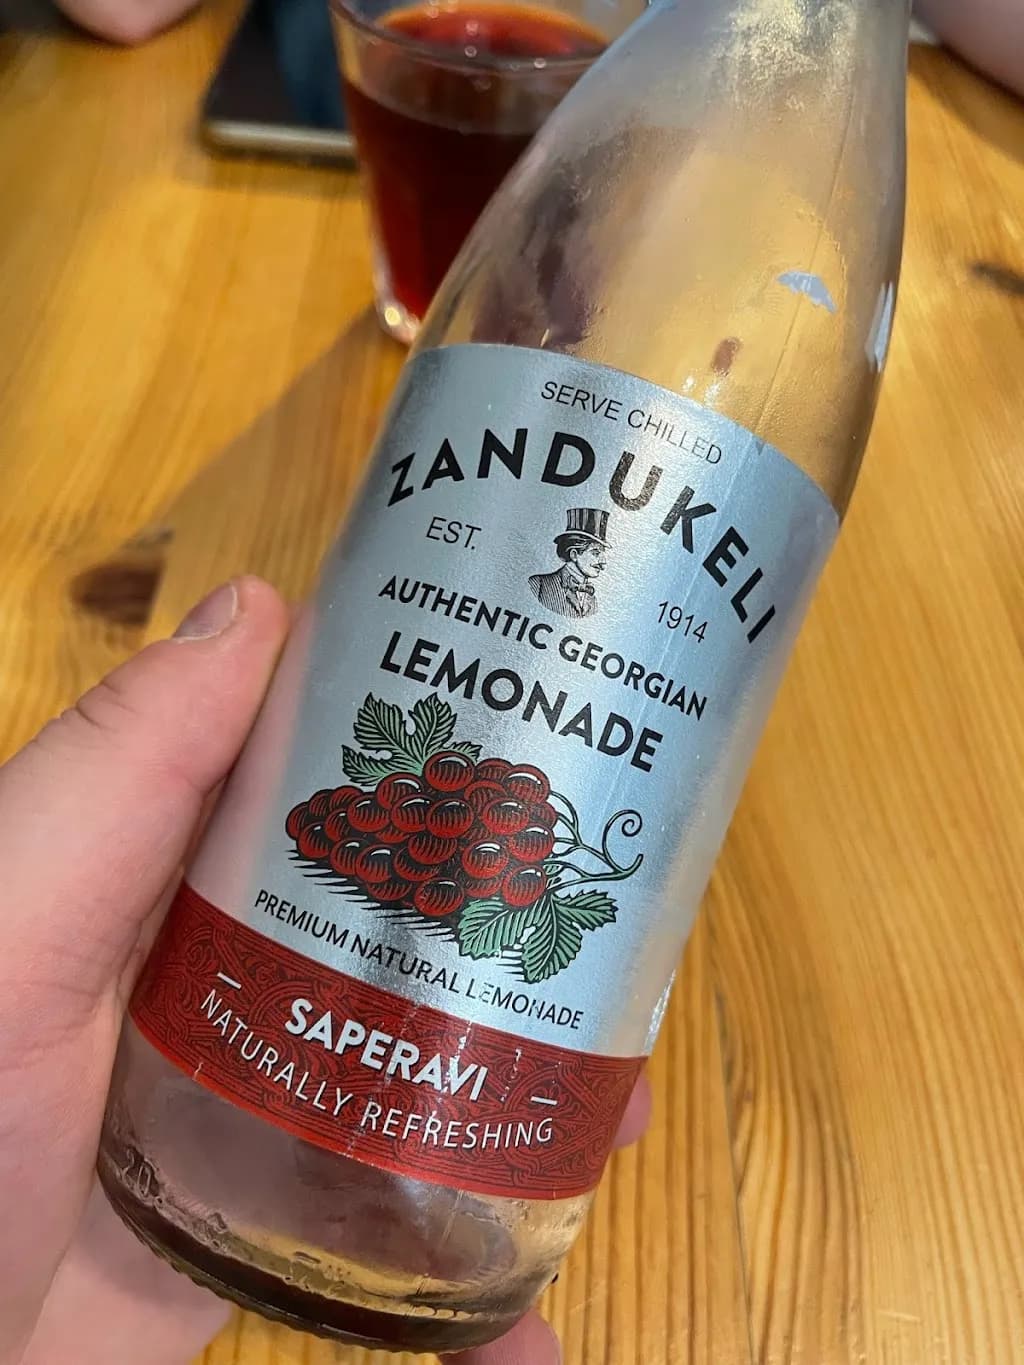 SERVE CHILLED
ZANDUKELI
EST. 1914
AUTHENTIC GEORGIAN
LEMONADE
PREMIUM NATURAL LEMONADE
SAPERAVI
NATURALLY REFRESHING